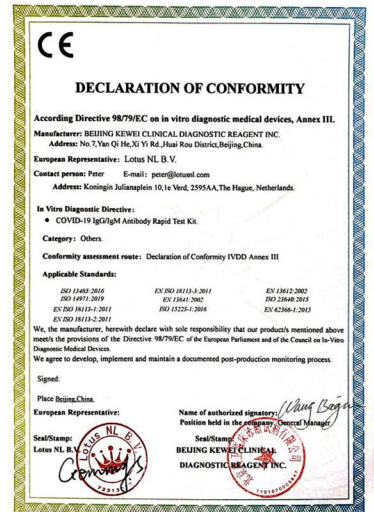 CE
DECLARATION OF CONFORMITY
According Directive 98/79/EC on in vitro diagnostic medical devices, Annex III.
Manufacturer: BEIJING KEWEI CLINICAL DIAGNOSTIC REAGENT INC.
Address: No.7,Yan Qi He,Xi Yi Rd.,Huai Rou District,Beijing,China.
European Representative: Lotus NL B.V.
Contact person: Peter E-mail: peter@lotusnl.com
Address: Koningin Julianaplein 10,1e Verd, 2595AA,The Hague, Netherlands.
In Vitro Diagnostic Directive:
● COVID-19 IgG/IgM Antibody Rapid Test Kit.
Category: Others.
Conformity assessment route: Declaration of Conformity IVDD Annex III
Applicable Standards:
ISO 13485:2016 EN ISO 18113-3:2011 EN 13612:2002
ISO 14971:2019 EN 13641:2002 ISO 23640:2015
EN ISO 18113-1:2011 ISO 15223-1:2016 EN 62366-1:2015
EN ISO 18113-2:2011
We, the manufacturer, herewith declare with sole responsibility that our product/s mentioned above
meet/s the provisions of the Directive 98/79/EC of the European Parliament and of the Council on In-Vitro
Diagnostic Medical Devices.
We agree to develop, implement and maintain a documented post-production monitoring process.
Signed:
Place Beijing,China.
European Representative: Name of authorized signatory:
Position held in the company: General Manager
Seal/Stamp: Seal/Stamp:
Lotus NL B.V. BEIJING KEWEI CLINICAL
DIAGNOSTIC REAGENT INC.
Lotus NL B.V.